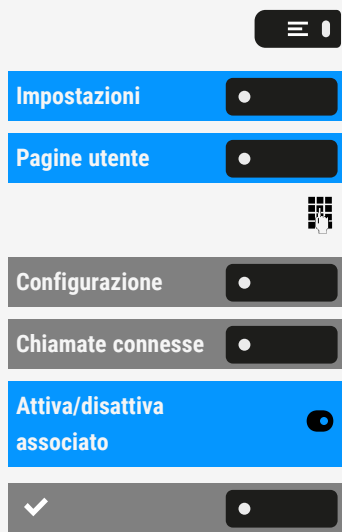 Impostazioni
Pagine utente
Configurazione
Chiamate connesse
Attiva/disattiva
associato